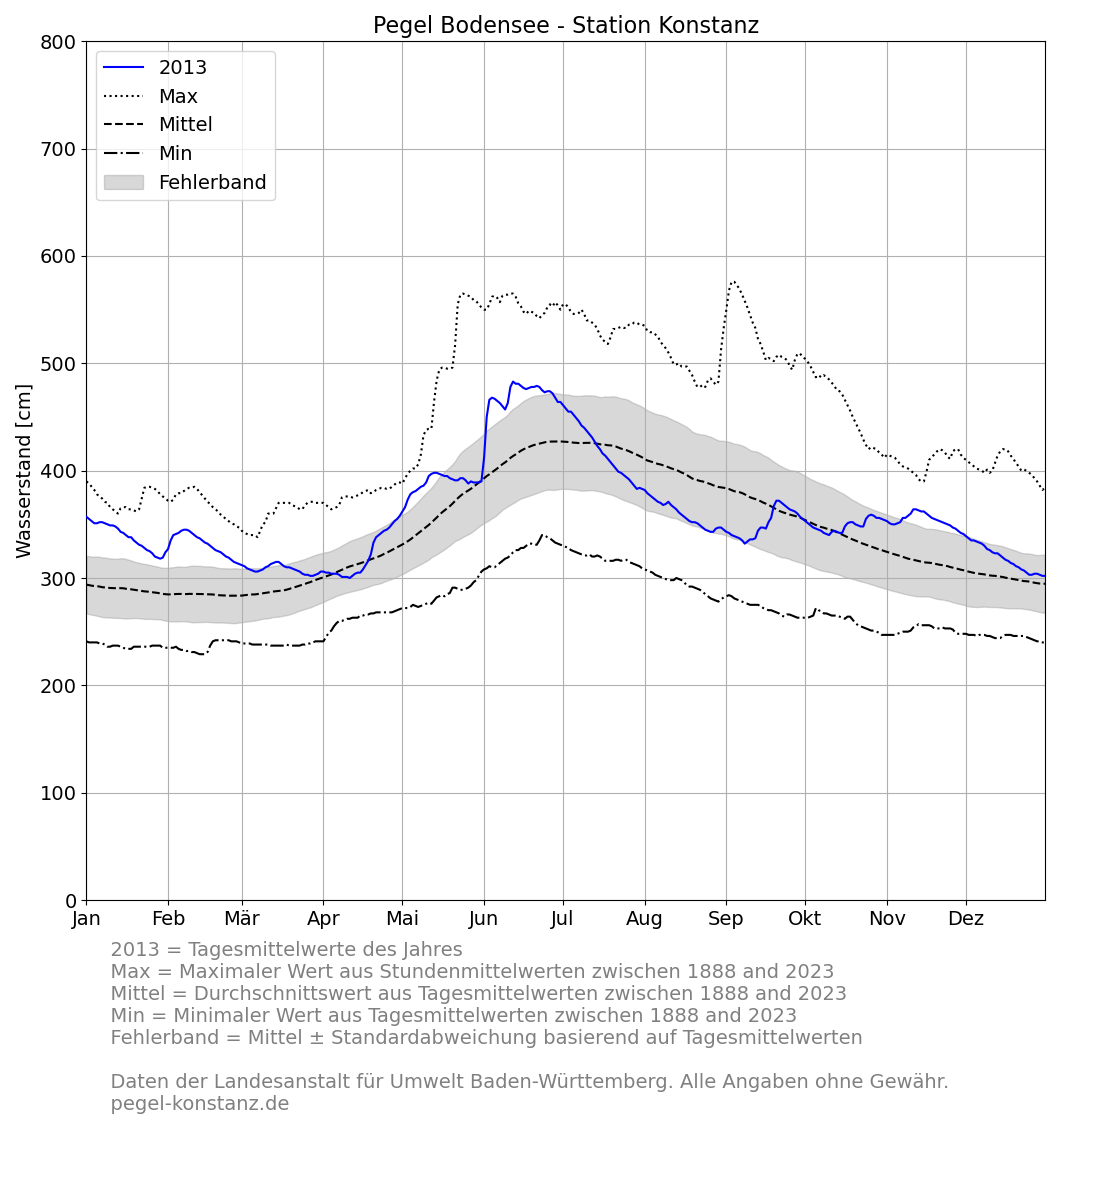 Pegel Bodensee - Station Konstanz
800
700
600
500
400
300
200
100
0
Wasserstand [cm]
2013
Max
Mittel
Min
Fehlerband
Jan Feb Mär Apr Mai Jun Jul Aug Sep Okt Nov Dez
2013 = Tagesmittelwerte des Jahres
Max = Maximaler Wert aus Stundenmittelwerten zwischen 1888 and 2023
Mittel = Durchschnittswert aus Tagesmittelwerten zwischen 1888 and 2023
Min = Minimaler Wert aus Tagesmittelwerten zwischen 1888 and 2023
Fehlerband = Mittel ± Standardabweichung basierend auf Tagesmittelwerten
Daten der Landesanstalt für Umwelt Baden-Württemberg. Alle Angaben ohne Gewähr.
pegel-konstanz.de